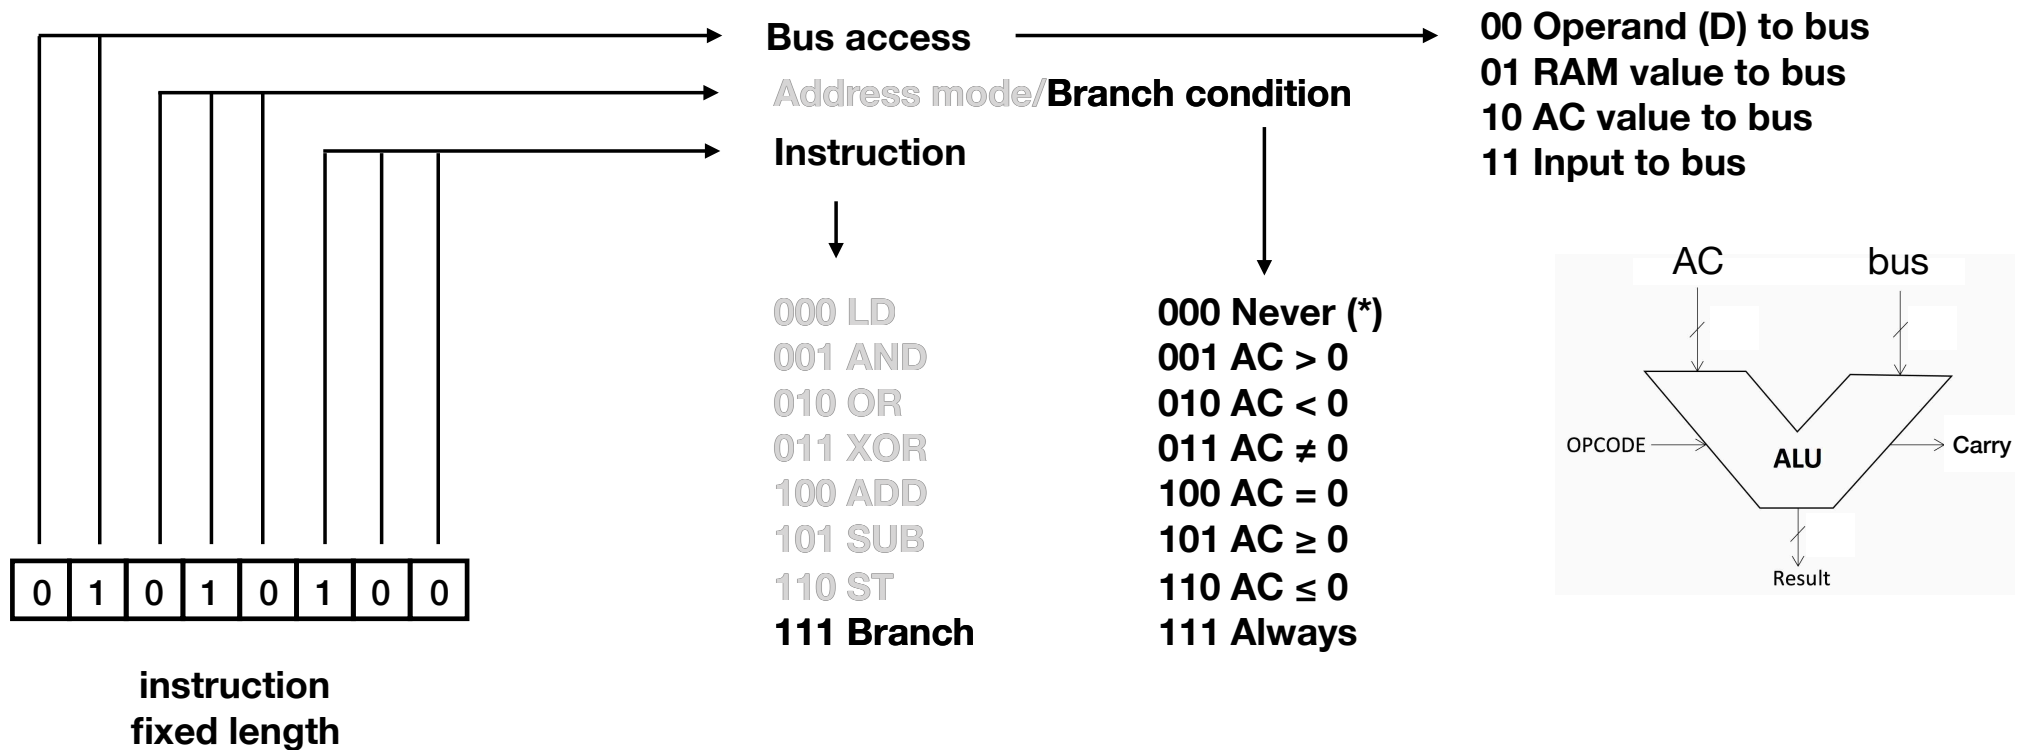 Bus access
00 Operand (D) to bus
01 RAM value to bus
10 AC value to bus
11 Input to bus
Address mode/Branch condition
Instruction
000 LD
001 AND
010 OR
011 XOR
100 ADD
101 SUB
110 ST
111 Branch
000 Never (*)
001 AC > 0
010 AC < 0
011 AC ≠ 0
100 AC = 0
101 AC ≥ 0
110 AC ≤ 0
111 Always
AC bus
OPCODE
ALU
Carry
Result
0 1 0 1 0 1 0 0
instruction
fixed length